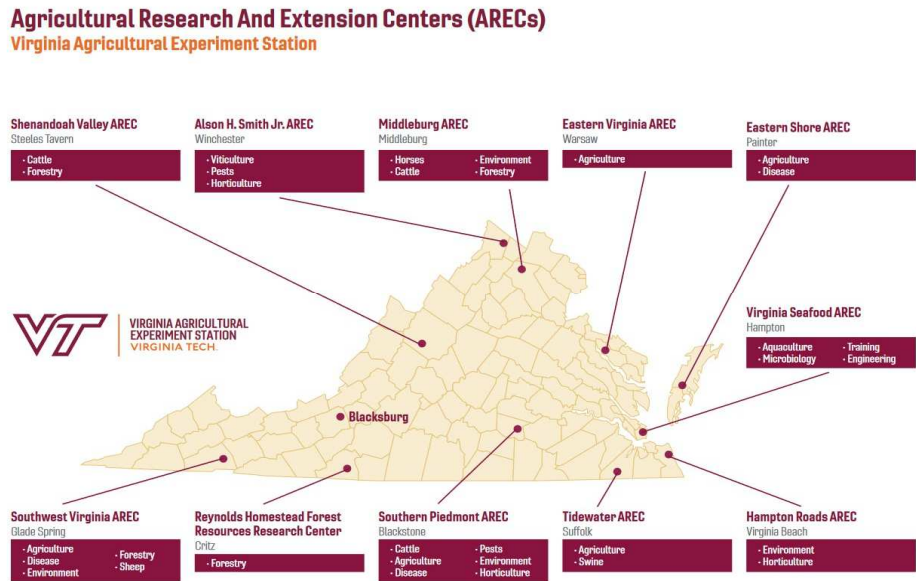 Agricultural Research And Extension Centers (ARECs)
Virginia Agricultural Experiment Station
Shenandoah Valley AREC
Steeles Tavern
· Cattle
· Forestry
Alson H. Smith Jr. AREC
Winchester
· Viticulture
· Pests
· Horticulture
Middleburg AREC
Middleburg
· Horses
· Cattle
· Environment
· Forestry
Eastern Virginia AREC
Warsaw
· Agriculture
Eastern Shore AREC
Painter
· Agriculture
· Disease
VT
VIRGINIA AGRICULTURAL
EXPERIMENT STATION
VIRGINIA TECH.
Virginia Seafood AREC
Hampton
· Aquaculture
· Microbiology
· Training
· Engineering
Blacksburg
Southwest Virginia AREC
Glade Spring
· Agriculture
· Disease
· Environment
· Forestry
· Sheep
Reynolds Homestead Forest
Resources Research Center
Critz
· Forestry
Southern Piedmont AREC
Blackstone
· Cattle
· Agriculture
· Disease
· Pests
· Environment
· Horticulture
Tidewater AREC
Suffolk
· Agriculture
· Swine
Hampton Roads AREC
Virginia Beach
· Environment
· Horticulture